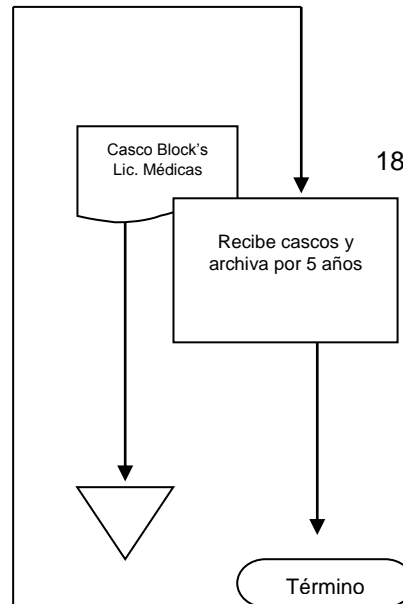 Casco Block's
Lic. Médicas
18
Recibe cascos y
archiva por 5 años
Término